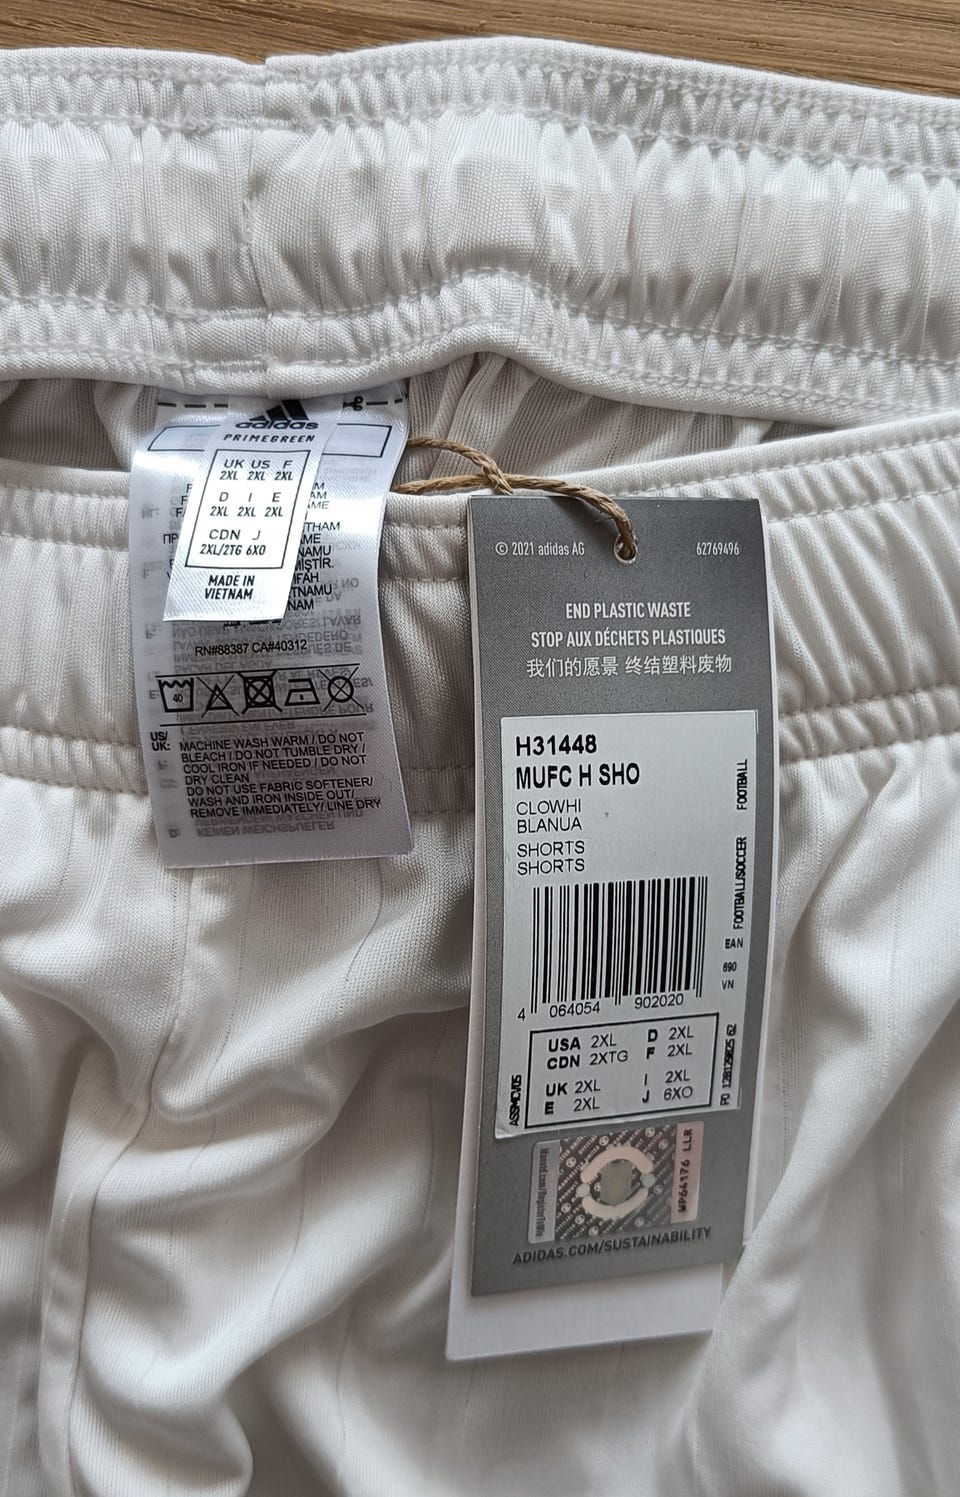 adidas
PRIMEGREEN
UK US F
2XL 2XL 2XL
D I E
2XL 2XL 2XL
CDN J
2XL/2TG 6XO
MADE IN
VIETNAM
RN#88387 CA#40312
40
US/
UK:
MACHINE WASH WARM / DO NOT
BLEACH / DO NOT TUMBLE DRY /
COOL IRON IF NEEDED / DO NOT
DRY CLEAN
DO NOT USE FABRIC SOFTENER/
WASH AND IRON INSIDE OUT/
REMOVE IMMEDIATELY/ LINE DRY
© 2021 adidas AG 62769496
END PLASTIC WASTE
STOP AUX DÉCHETS PLASTIQUES
我们的愿景 终结塑料废物
H31448
MUFC H SHO
CLOWHI
BLANUA
SHORTS
SHORTS
FOOTBALL
FOOTBALL/SOCCER
EAN
690
VN
4 064054 902020
USA 2XL D 2XL
CDN 2XTG F 2XL
UK 2XL I 2XL
E 2XL J 6XO
MP64176 LLR
ADIDAS.COM/SUSTAINABILITY